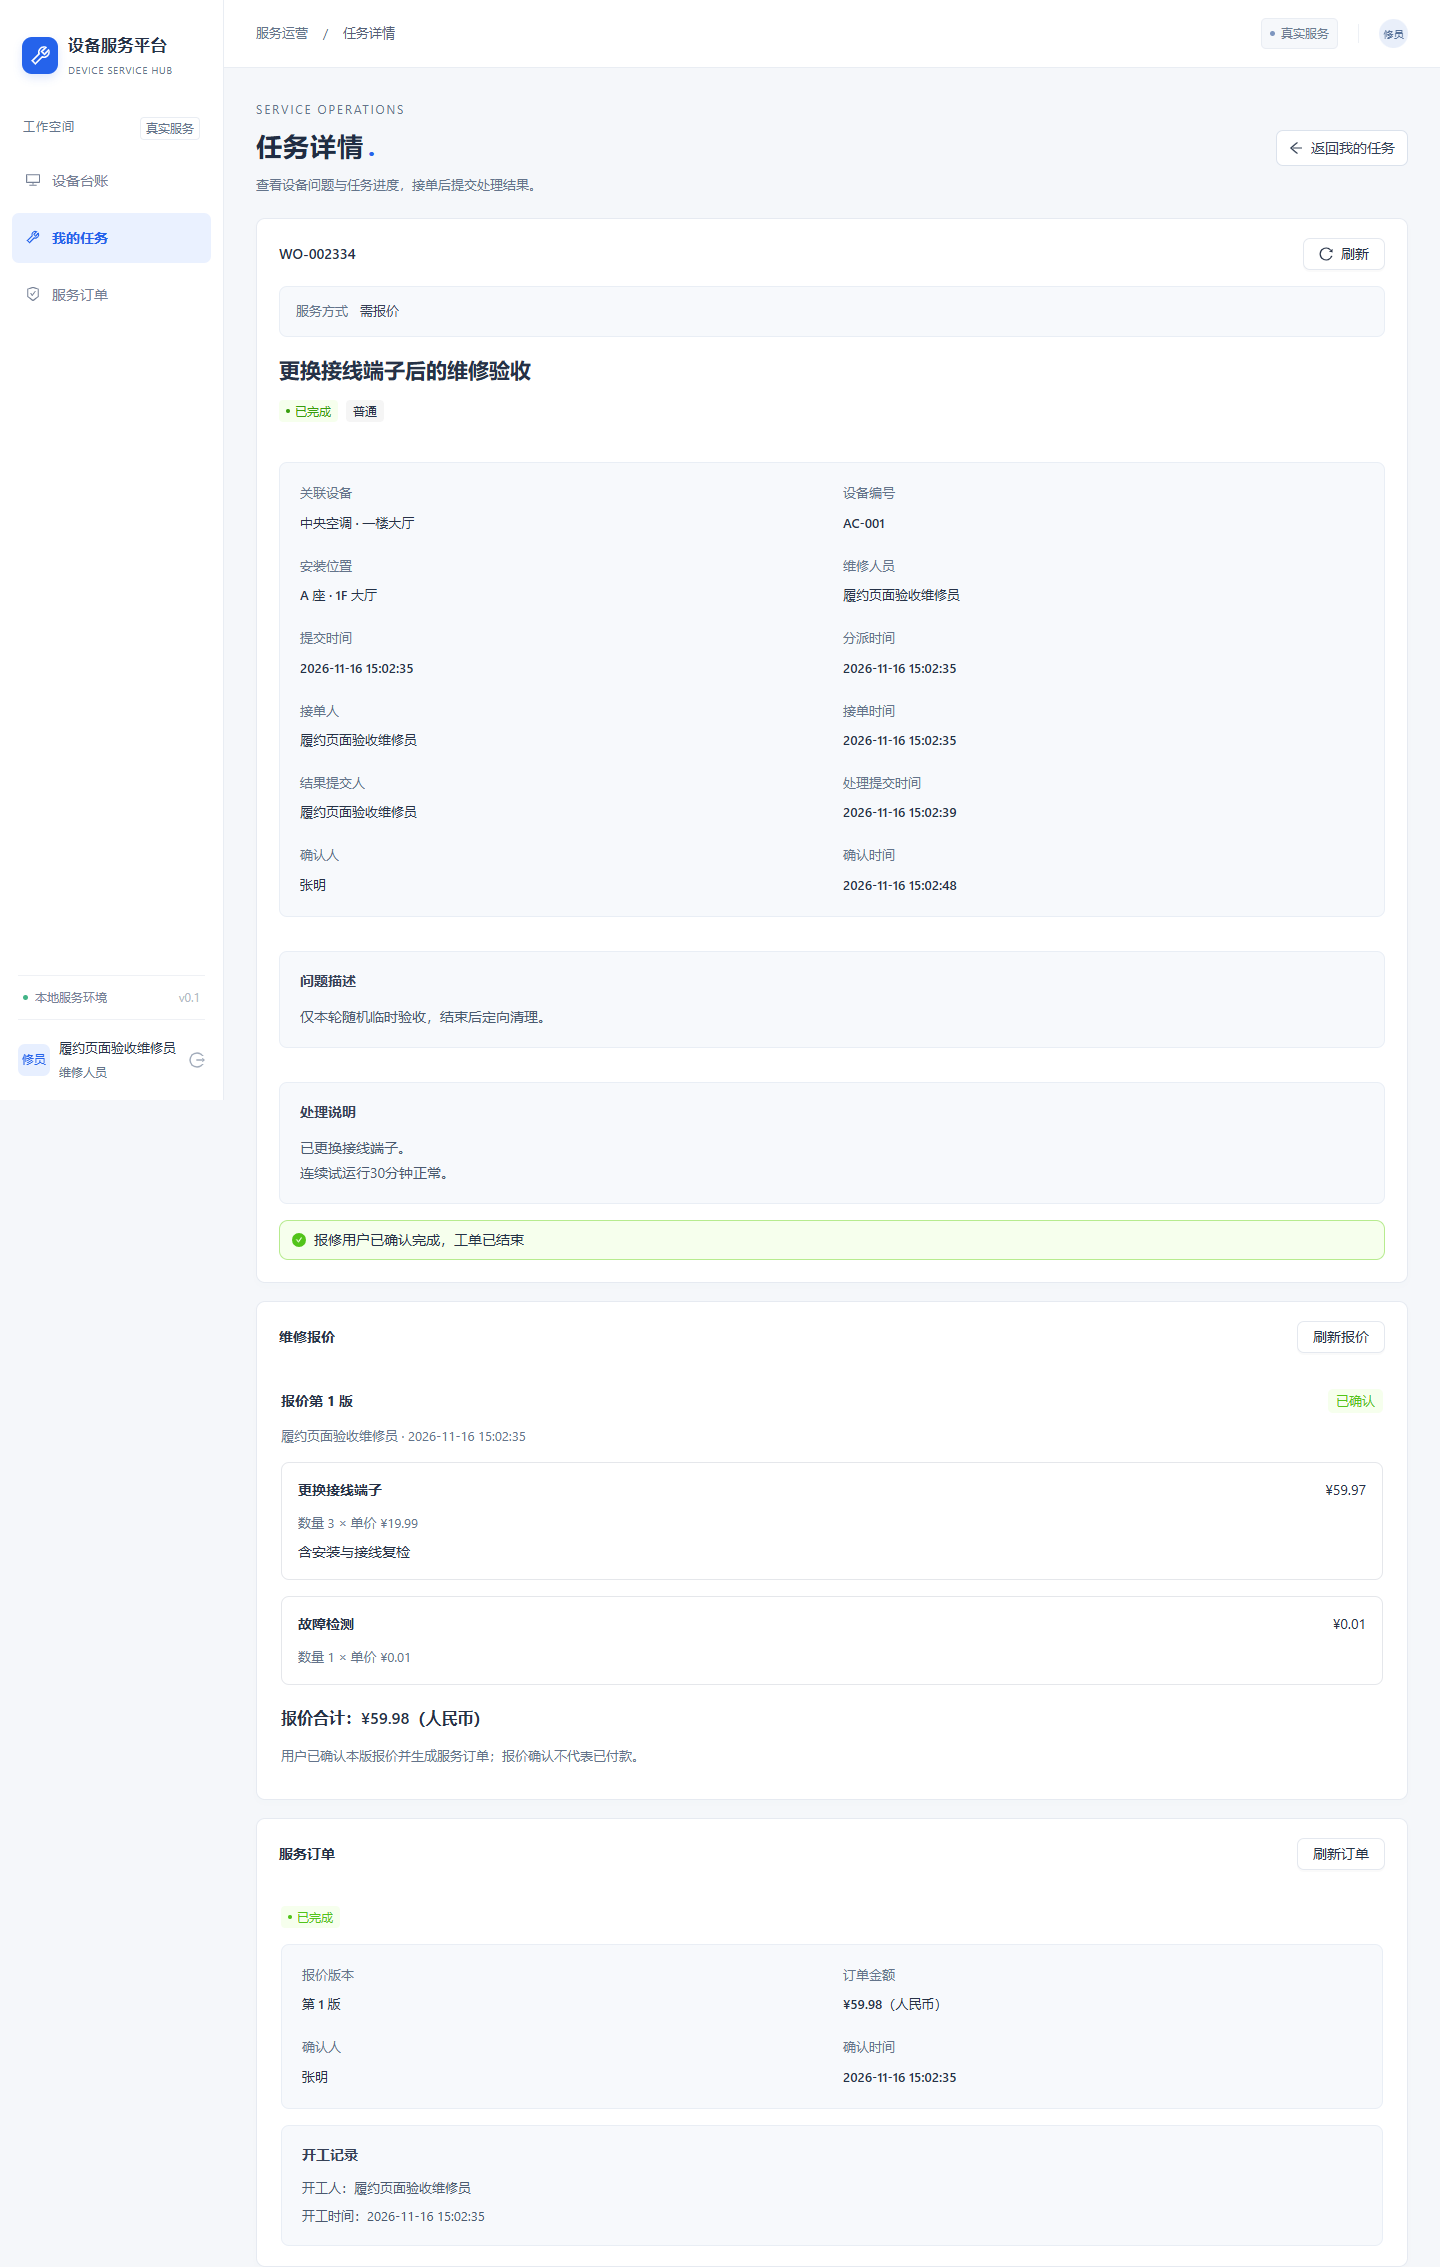 设备服务平台
DEVICE SERVICE HUB
工作空间
真实服务
设备台账
我的任务
服务订单
本地服务环境
v0.1
修员
履约页面验收维修员
维修人员
服务运营 / 任务详情
真实服务
修员
SERVICE OPERATIONS
任务详情.
返回我的任务
查看设备问题与任务进度，接单后提交处理结果。
WO-002334
刷新
服务方式 需报价
更换接线端子后的维修验收
已完成 普通
关联设备
中央空调 · 一楼大厅
设备编号
AC-001
安装位置
A 座 · 1F 大厅
维修人员
履约页面验收维修员
提交时间
2026-11-16 15:02:35
分派时间
2026-11-16 15:02:35
接单人
履约页面验收维修员
接单时间
2026-11-16 15:02:35
结果提交人
履约页面验收维修员
处理提交时间
2026-11-16 15:02:39
确认人
张明
确认时间
2026-11-16 15:02:48
问题描述
仅本轮随机临时验收，结束后定向清理。
处理说明
已更换接线端子。
连续试运行30分钟正常。
报修用户已确认完成，工单已结束
维修报价
刷新报价
报价第 1 版
已确认
履约页面验收维修员 · 2026-11-16 15:02:35
更换接线端子
¥59.97
数量 3 × 单价 ¥19.99
含安装与接线复检
故障检测
¥0.01
数量 1 × 单价 ¥0.01
报价合计：¥59.98（人民币）
用户已确认本版报价并生成服务订单；报价确认不代表已付款。
服务订单
刷新订单
已完成
报价版本
第 1 版
订单金额
¥59.98（人民币）
确认人
张明
确认时间
2026-11-16 15:02:35
开工记录
开工人：履约页面验收维修员
开工时间：2026-11-16 15:02:35